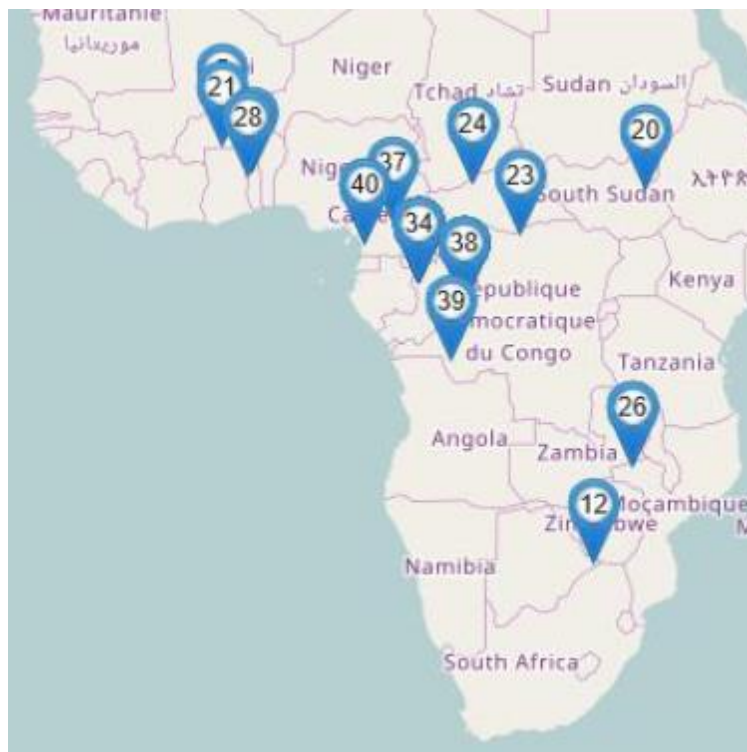 Mauritanie
موريتانيا
Niger
Tchad تشاد
Sudan السودان
21
28
24
20
37
23
40
34
38
39
South Sudan
Kenya
république
du Congo
Tanzania
26
Angola
Zambia
12
Moçambique
Namibia
South Africa